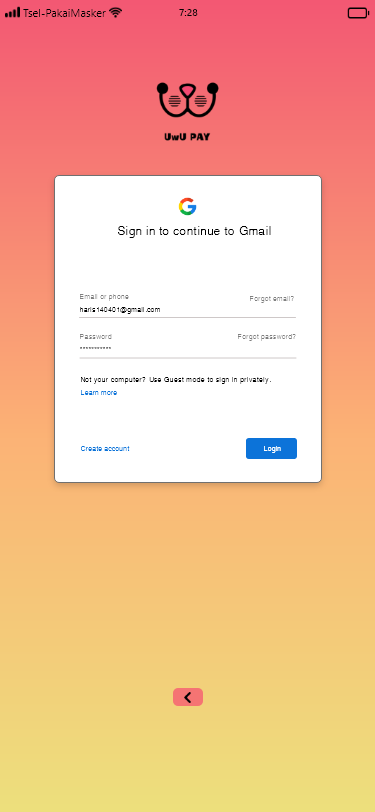 Tsel-PakaiMasker 7:28
UwU PAY
Sign in to continue to Gmail
Email or phone Forgot email?
haris140401@gmail.com
Password Forgot password?
•••••••••••
Not your computer? Use Guest mode to sign in privately.
Learn more
Create account Login